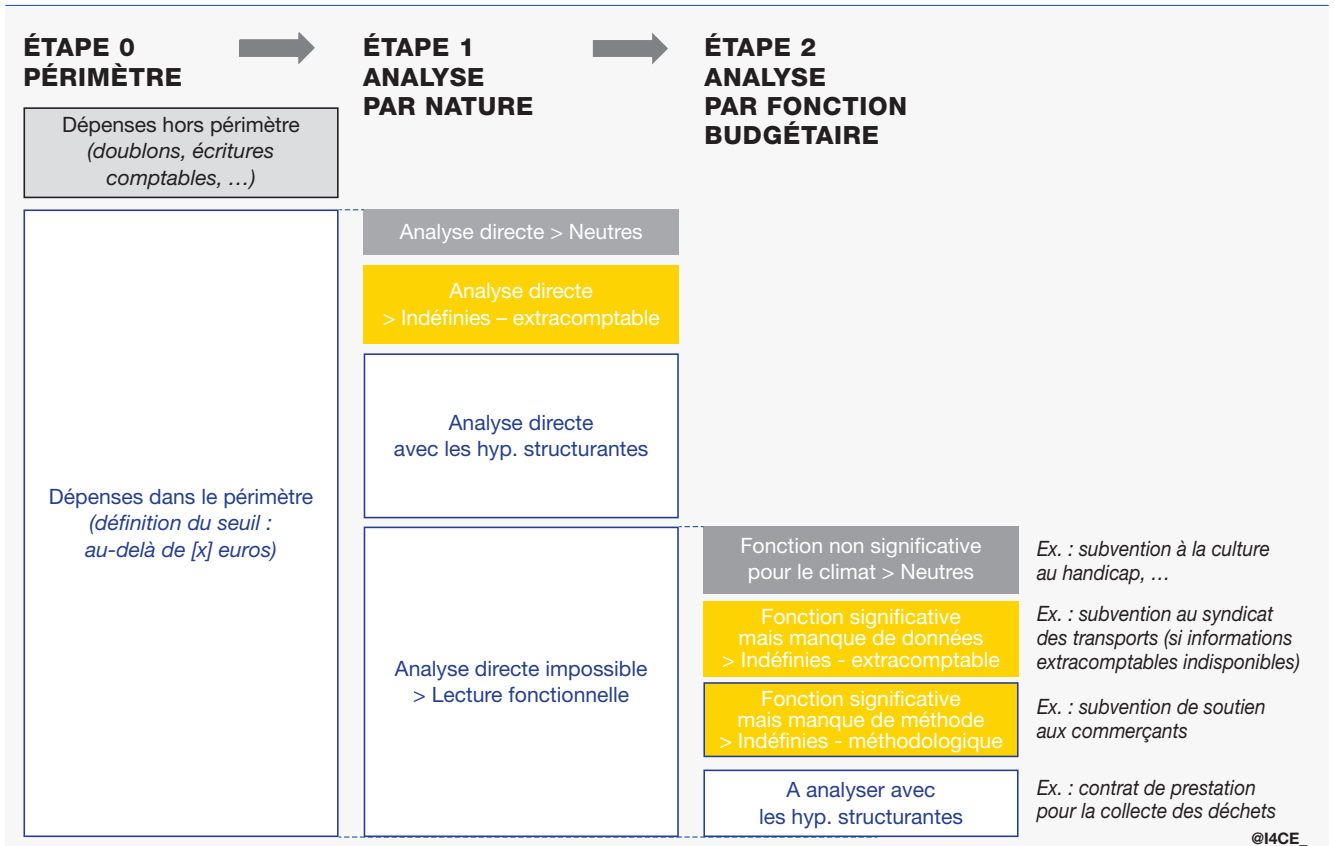 ÉTAPE 0
PÉRIMÈTRE
ÉTAPE 1
ANALYSE
PAR NATURE
ÉTAPE 2
ANALYSE
PAR FONCTION
BUDGÉTAIRE
Dépenses hors périmètre
(doublons, écritures
comptables, …)
Dépenses dans le périmètre
(définition du seuil :
au-delà de [x] euros)
Analyse directe > Neutres
Analyse directe
> Indéfinies – extracomptable
Analyse directe
avec les hyp. structurantes
Analyse directe impossible
> Lecture fonctionnelle
Fonction non significative
pour le climat > Neutres
Ex. : subvention à la culture
au handicap, …
Fonction significative
mais manque de données
> Indéfinies - extracomptable
Ex. : subvention au syndicat
des transports (si informations
extracomptables indisponibles)
Fonction significative
mais manque de méthode
> Indéfinies - méthodologique
Ex. : subvention de soutien
aux commerçants
A analyser avec
les hyp. structurantes
Ex. : contrat de prestation
pour la collecte des déchets
@I4CE_